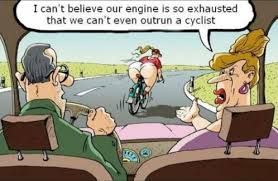 I can't believe our engine is so exhausted
that we can't even outrun a cyclist